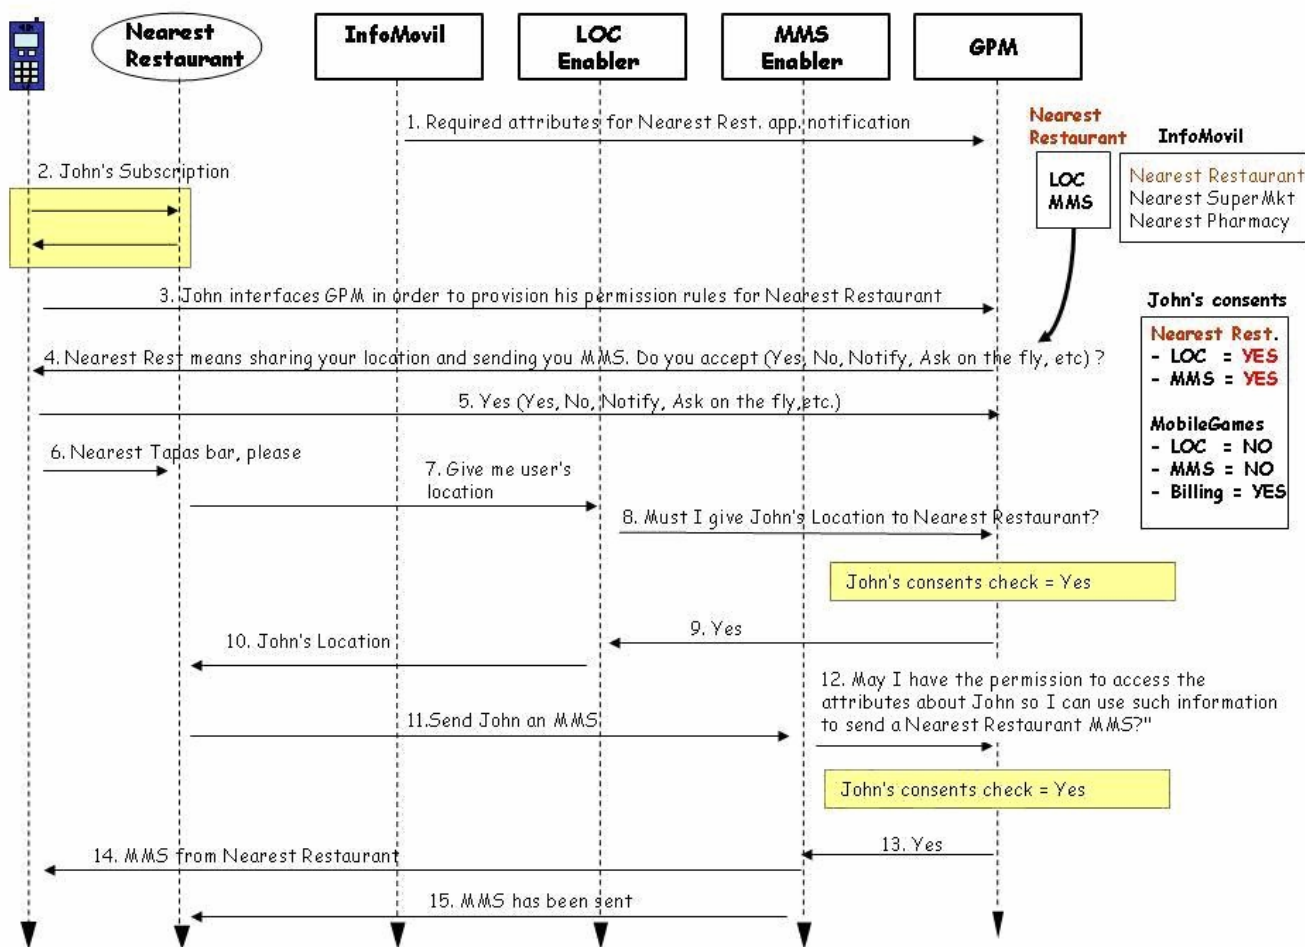 Nearest
Restaurant
InfoMovil
LOC
Enabler
MMS
Enabler
GPM
1. Required attributes for Nearest Rest. app. notification
Nearest
Restaurant
InfoMovil
LOC
MMS
Nearest Restaurant
Nearest SuperMkt
Nearest Pharmacy
2. John's Subscription
3. John interfaces GPM in order to provision his permission rules for Nearest Restaurant
John's consents
Nearest Rest.
- LOC = YES
- MMS = YES
MobileGames
- LOC = NO
- MMS = NO
- Billing = YES
4. Nearest Rest means sharing your location and sending you MMS. Do you accept (Yes, No, Notify, Ask on the fly, etc) ?
5. Yes (Yes, No, Notify, Ask on the fly,etc.)
6. Nearest Tapas bar, please
7. Give me user's
location
8. Must I give John's Location to Nearest Restaurant?
John's consents check = Yes
9. Yes
10. John's Location
11.Send John an MMS
12. May I have the permission to access the
attributes about John so I can use such information
to send a Nearest Restaurant MMS?"
John's consents check = Yes
13. Yes
14. MMS from Nearest Restaurant
15. MMS has been sent